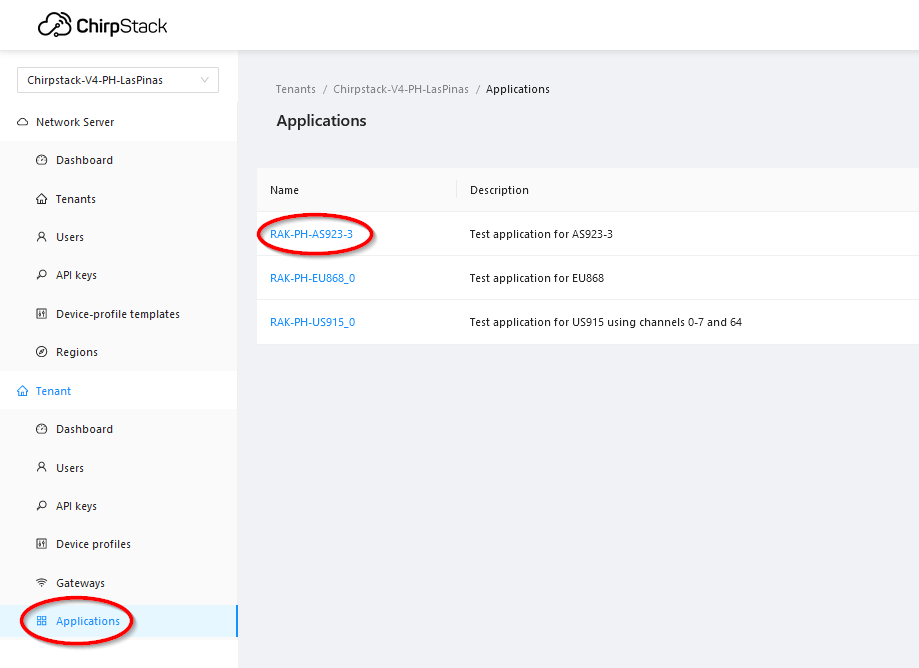 ChirpStack
Chirpstack-V4-PH-LasPinas
Network Server
Dashboard
Tenants
Users
API keys
Device-profile templates
Regions
Tenant
Dashboard
Users
API keys
Device profiles
Gateways
Applications
Tenants / Chirpstack-V4-PH-LasPinas / Applications
Applications
Name Description
RAK-PH-AS923-3 Test application for AS923-3
RAK-PH-EU868_0 Test application for EU868
RAK-PH-US915_0 Test application for US915 using channels 0-7 and 64